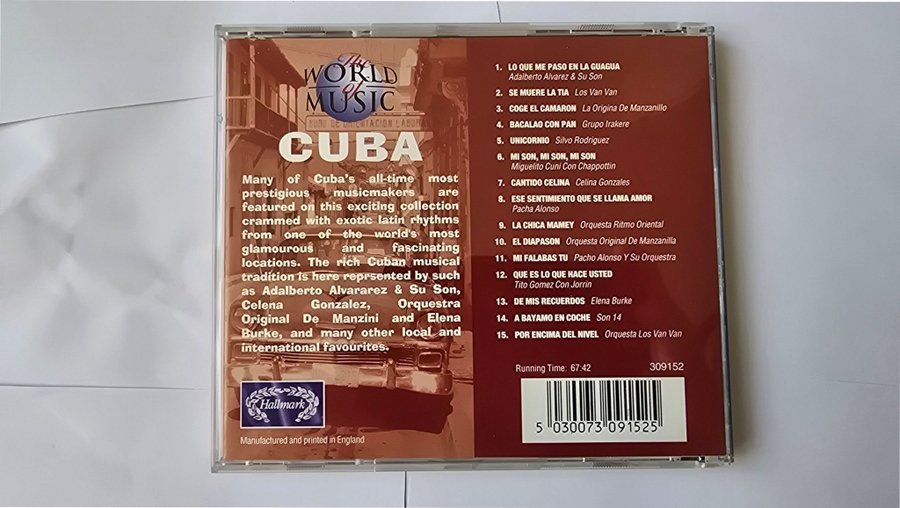 The
WORLD
of
MUSIC
CUBA
Many of Cuba's all-time most
prestigious musicmakers are
featured on this exciting collection
crammed with exotic latin rhythms
from one of the world's most
glamourous and fascinating
locations. The rich Cuban musical
tradition is here reprsented by such
as Adalberto Alvararez & Su Son,
Celena Gonzalez, Orquestra
Original De Manzini and Elena
Burke, and many other local and
international favourites.
Hallmark
Manufactured and printed in England
1. LO QUE ME PASO EN LA GUAGUA
Adalberto Alvarez & Su Son
2. SE MUERE LA TIA Los Van Van
3. COGE EL CAMARON La Origina De Manzanillo
4. BACALAO CON PAN Grupo Irakere
5. UNICORNIO Silvo Rodriguez
6. MI SON, MI SON, MI SON
Miguelito Cuni Con Chappottin
7. CANTIDO CELINA Celina Gonzales
8. ESE SENTIMIENTO QUE SE LLAMA AMOR
Pacha Alonso
9. LA CHICA MAMEY Orquesta Ritmo Oriental
10. EL DIAPASON Orquesta Original De Manzanilla
11. MI FALABAS TU Pacho Alonso Y Su Orquestra
12. QUE ES LO QUE HACE USTED
Tito Gomez Con Jorrin
13. DE MIS RECUERDOS Elena Burke
14. A BAYAMO EN COCHE Son 14
15. POR ENCIMA DEL NIVEL Orquesta Los Van Van
Running Time: 67:42 309152
5 030073 091525